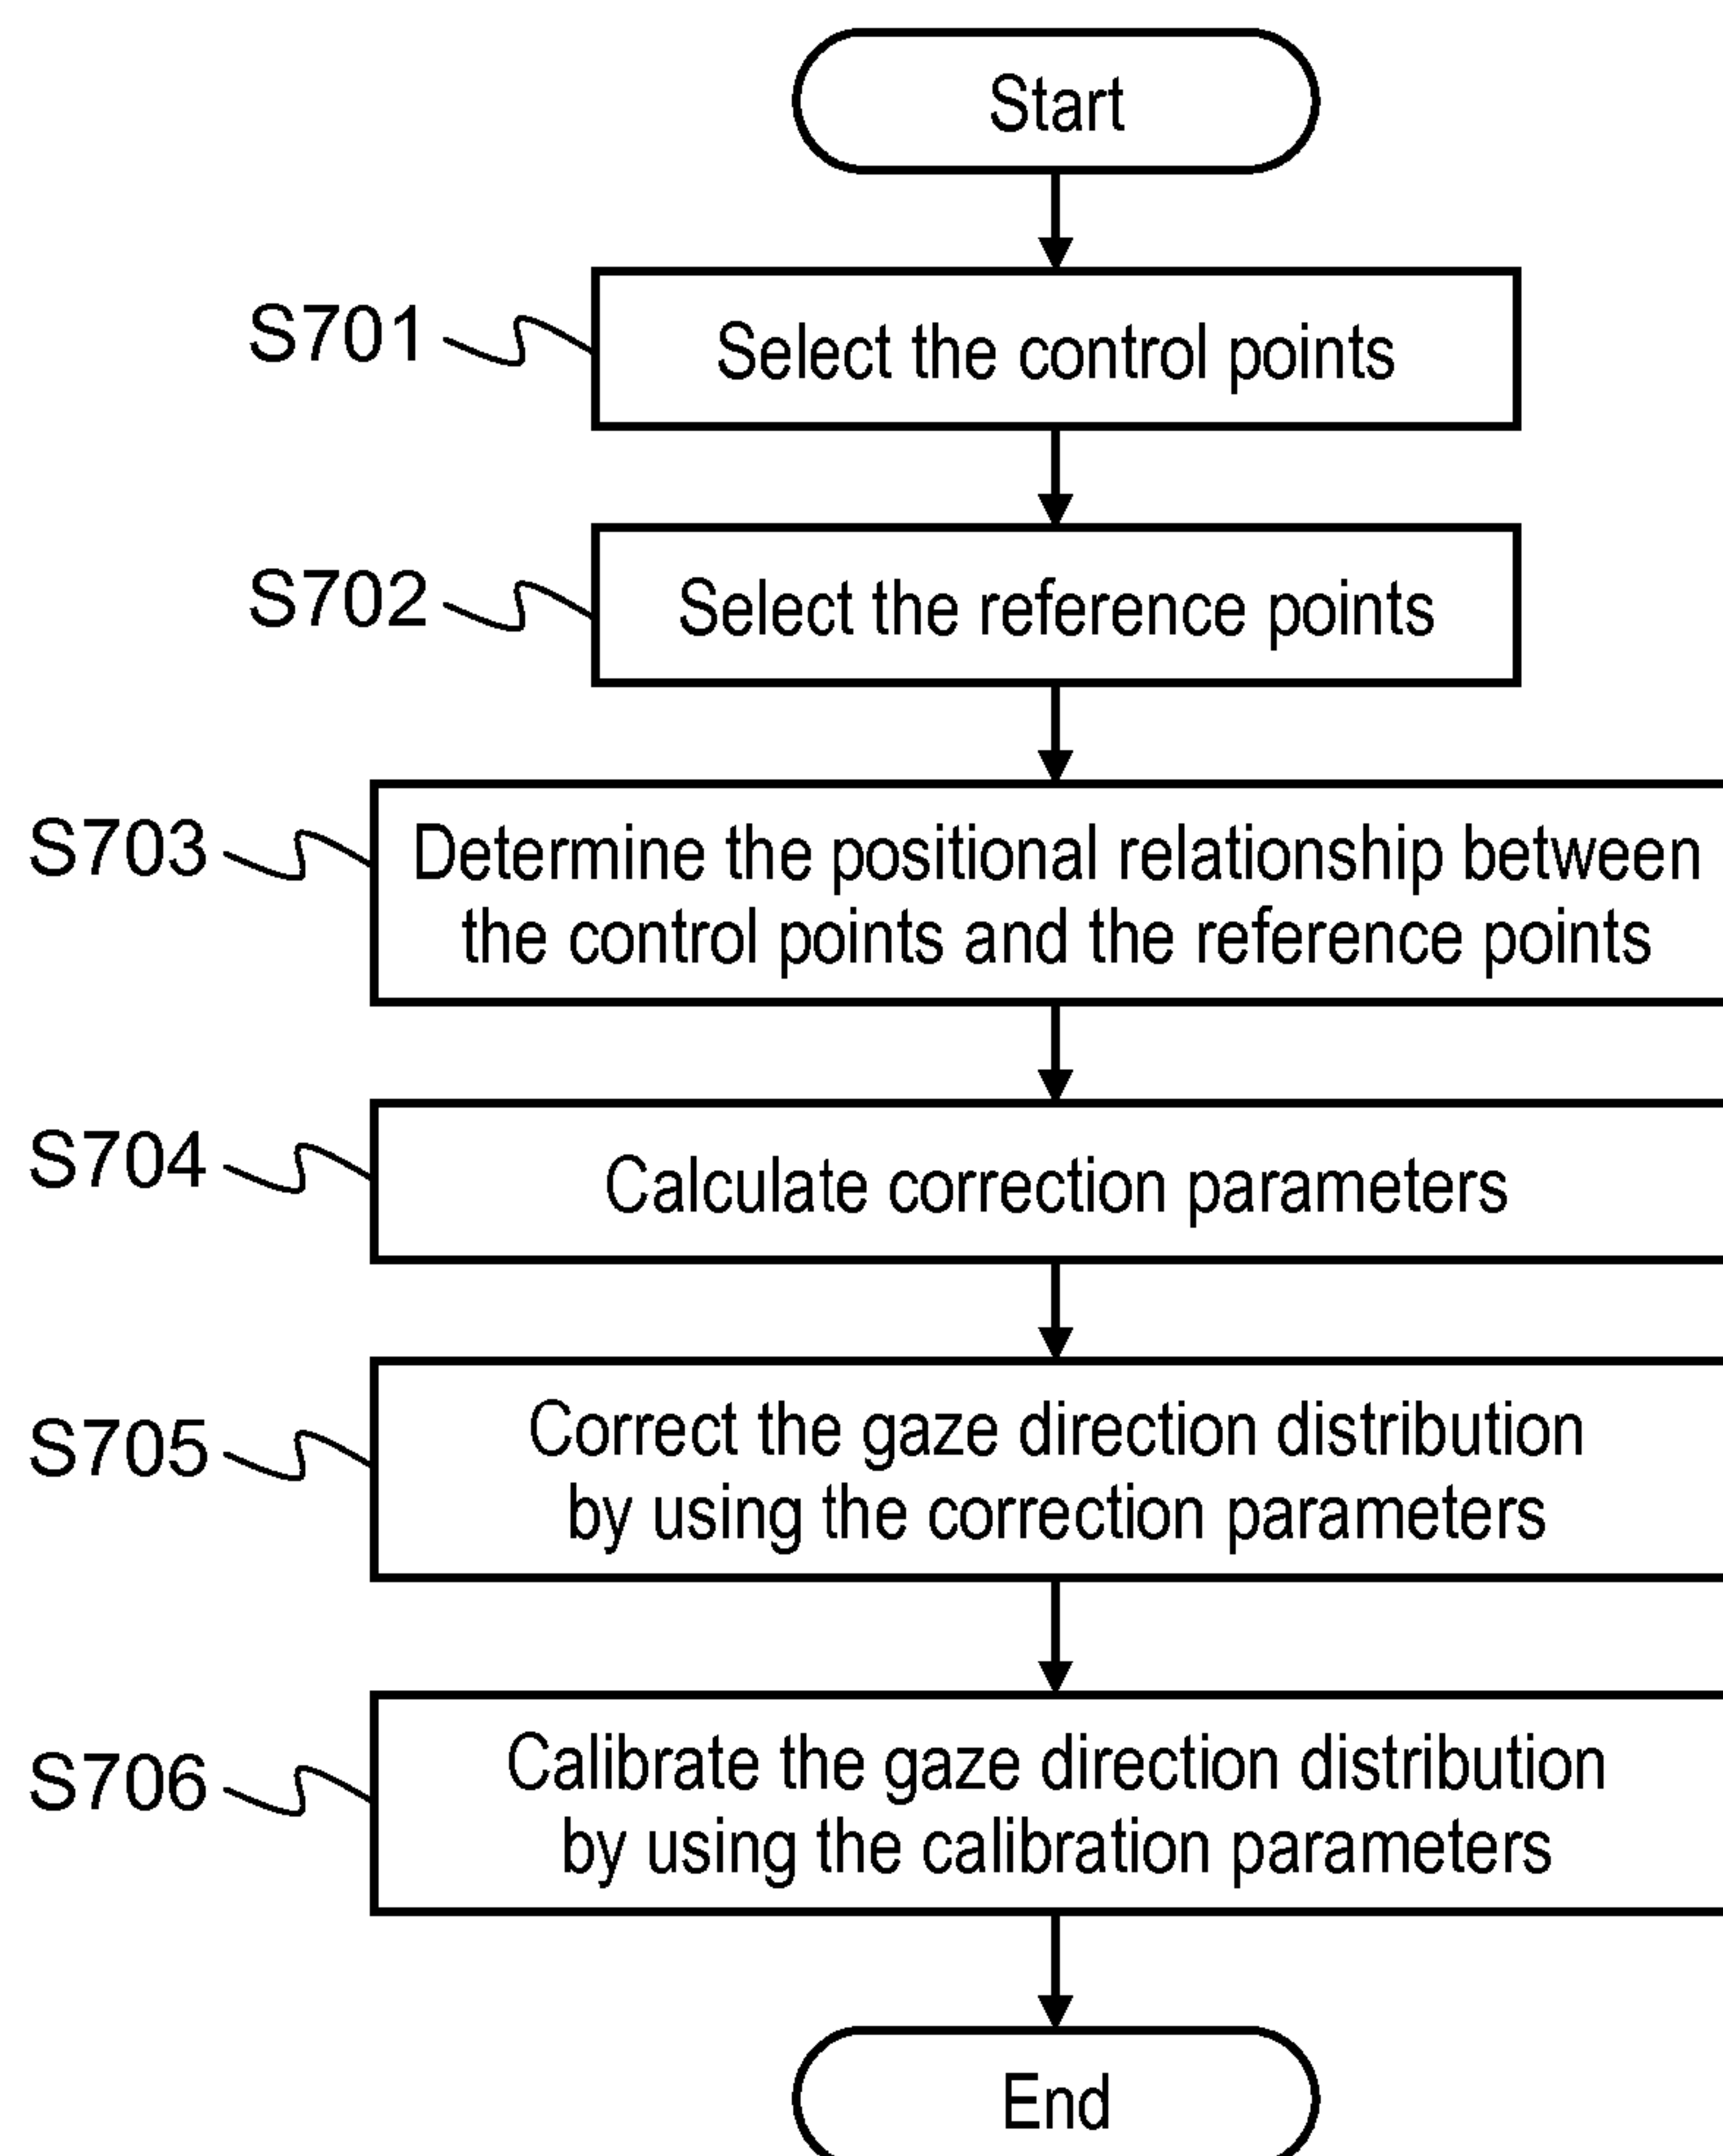 Start
S701
Select the control points
S702
Select the reference points
S703
Determine the positional relationship between
the control points and the reference points
S704
Calculate correction parameters
S705
Correct the gaze direction distribution
by using the correction parameters
S706
Calibrate the gaze direction distribution
by using the calibration parameters
End